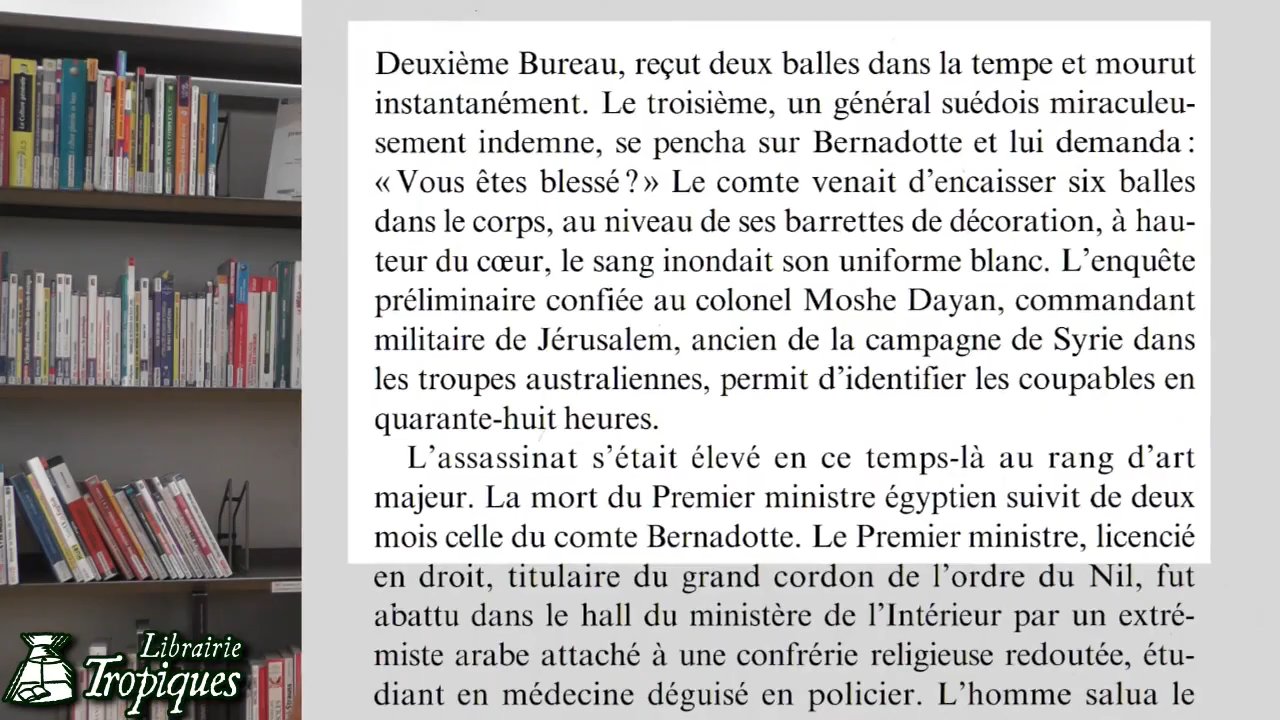 Deuxième Bureau, reçut deux balles dans la tempe et mourut
instantanément. Le troisième, un général suédois miraculeu-
sement indemne, se pencha sur Bernadotte et lui demanda :
« Vous êtes blessé ? » Le comte venait d'encaisser six balles
dans le corps, au niveau de ses barrettes de décoration, à hau-
teur du cœur, le sang inondait son uniforme blanc. L'enquête
préliminaire confiée au colonel Moshe Dayan, commandant
militaire de Jérusalem, ancien de la campagne de Syrie dans
les troupes australiennes, permit d'identifier les coupables en
quarante-huit heures.
L'assassinat s'était élevé en ce temps-là au rang d'art
majeur. La mort du Premier ministre égyptien suivit de deux
mois celle du comte Bernadotte. Le Premier ministre, licencié
en droit, titulaire du grand cordon de l'ordre du Nil, fut
abattu dans le hall du ministère de l'Intérieur par un extré-
miste arabe attaché à une confrérie religieuse redoutée, étu-
diant en médecine déguisé en policier. L'homme salua le
Librairie
Tropiques